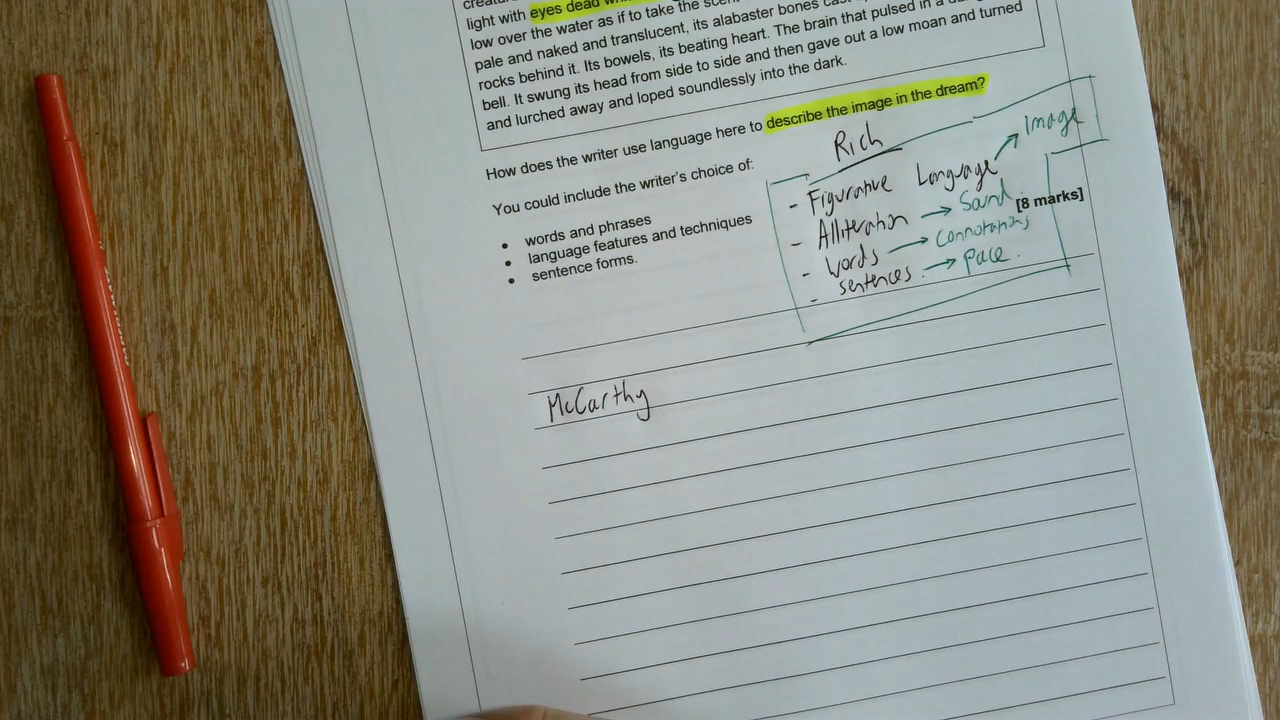 light with eyes dead
low over the water as if to take the
pale and naked and translucent, its alabaster bones cast
rocks behind it. Its bowels, its beating heart. The brain that pulsed in a
bell. It swung its head from side to side and then gave out a low moan and turned
and lurched away and loped soundlessly into the dark.
How does the writer use language here to describe the image in the dream?
You could include the writer's choice of:
• words and phrases
• language features and techniques
• sentence forms.
[8 marks]
Rich
- Figurative Language → image
- Alliteration → Sound
- Words → connotations
- sentences → pace.
McCarthy